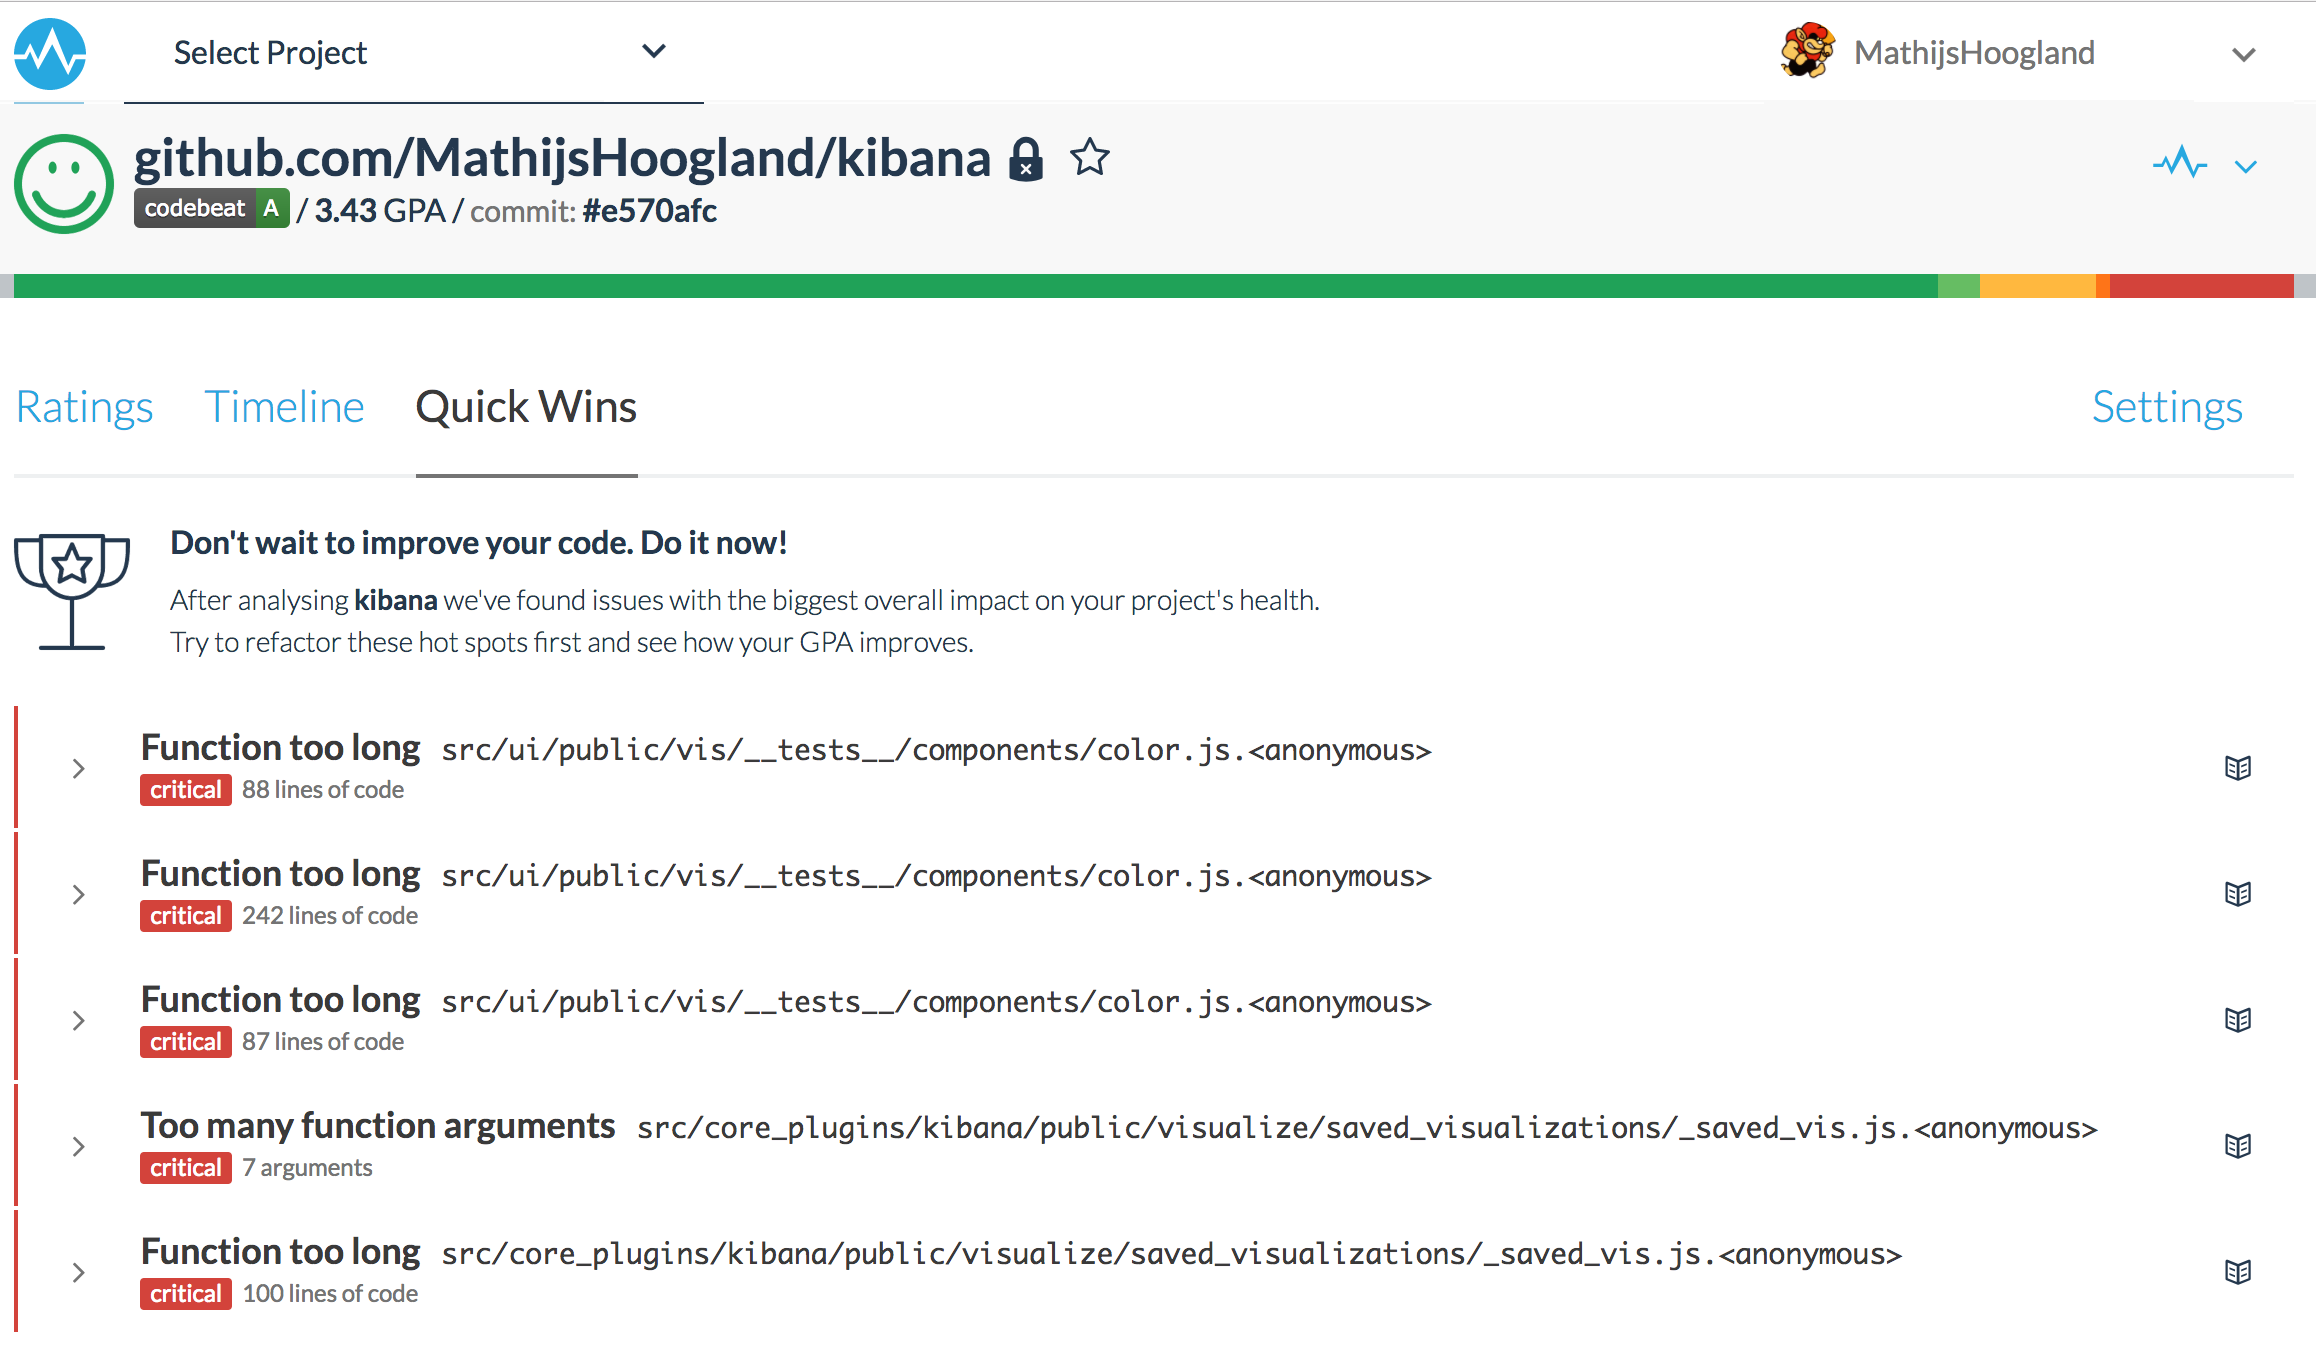 Select Project
MathijsHoogland
github.com/MathijsHoogland/kibana
codebeat A / 3.43 GPA / commit: #e570afc
Ratings Timeline Quick Wins Settings
Don't wait to improve your code. Do it now!
After analysing kibana we've found issues with the biggest overall impact on your project's health.
Try to refactor these hot spots first and see how your GPA improves.
Function too long src/ui/public/vis/__tests__/components/color.js.<anonymous>
critical 88 lines of code
Function too long src/ui/public/vis/__tests__/components/color.js.<anonymous>
critical 242 lines of code
Function too long src/ui/public/vis/__tests__/components/color.js.<anonymous>
critical 87 lines of code
Too many function arguments src/core_plugins/kibana/public/visualize/saved_visualizations/_saved_vis.js.<anonymous>
critical 7 arguments
Function too long src/core_plugins/kibana/public/visualize/saved_visualizations/_saved_vis.js.<anonymous>
critical 100 lines of code